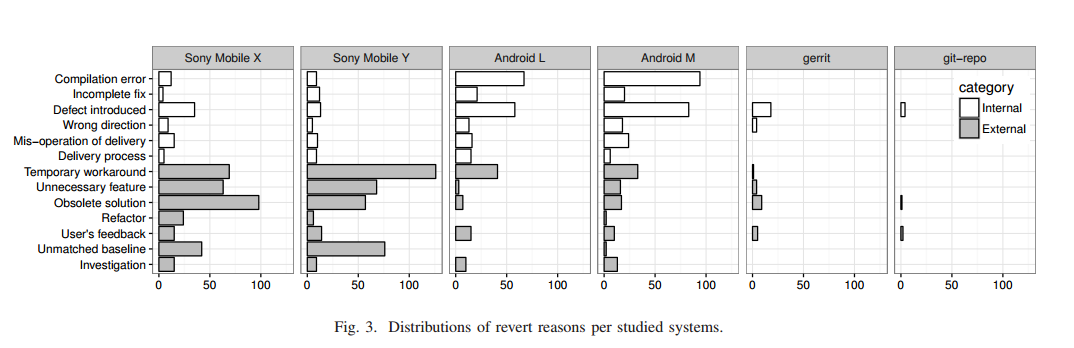 Sony Mobile X Sony Mobile Y Android L Android M gerrit git−repo
Compilation error
Incomplete fix
Defect introduced
Wrong direction
Mis−operation of delivery
Delivery process
Temporary workaround
Unnecessary feature
Obsolete solution
Refactor
User's feedback
Unmatched baseline
Investigation
category
Internal
External
0 50 100 0 50 100 0 50 100 0 50 100 0 50 100 0 50 100
Fig. 3. Distributions of revert reasons per studied systems.